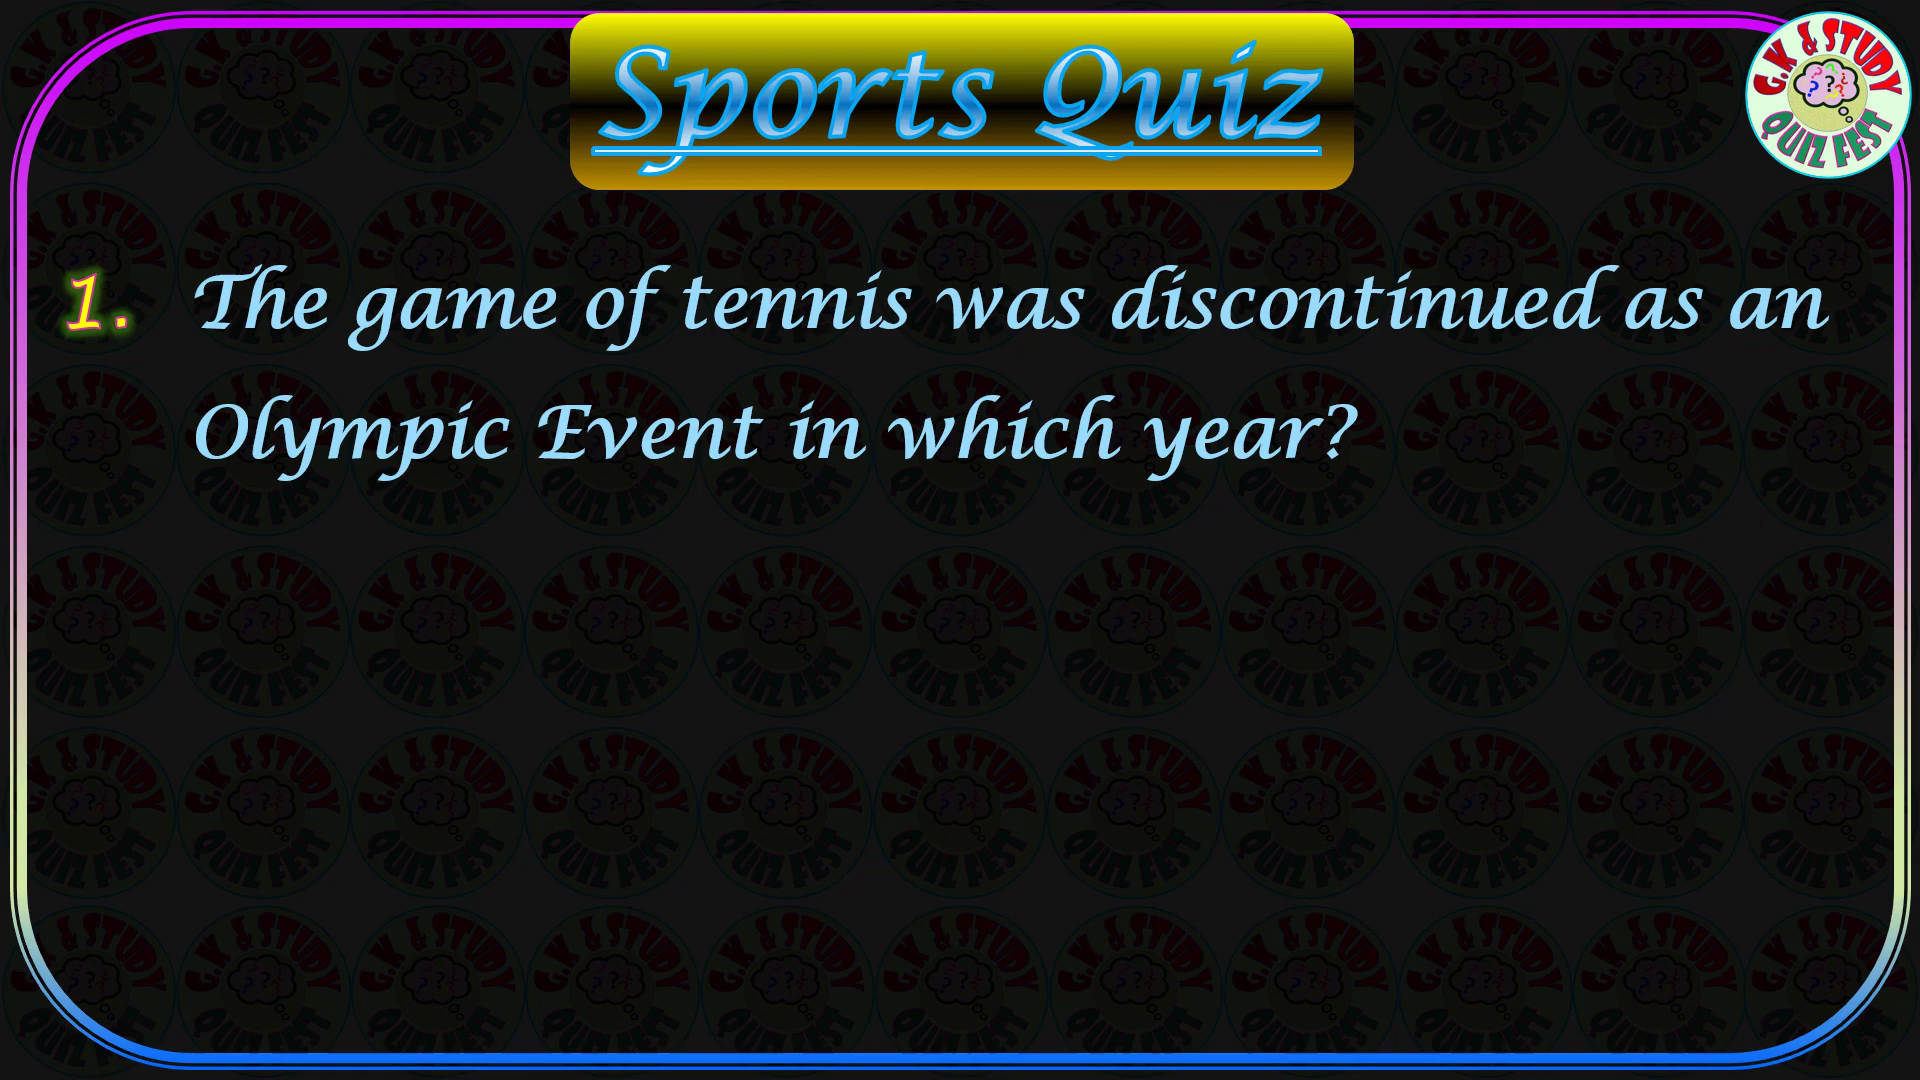 Sports Quiz
G.K & STUDY
QUIZ FEST
1. The game of tennis was discontinued as an
Olympic Event in which year?